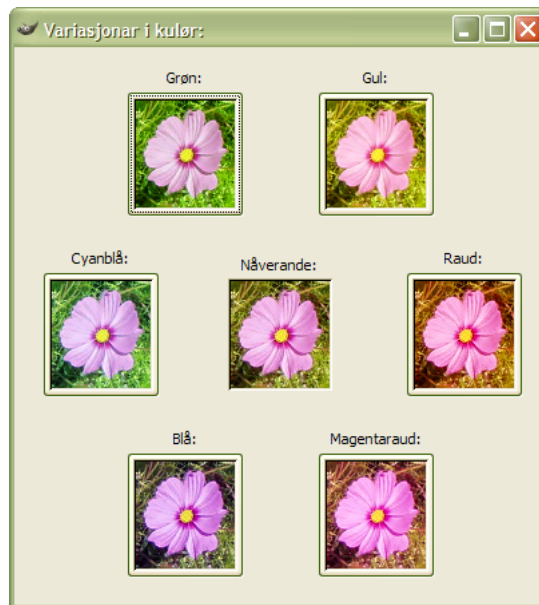 Variasjonar i kulør:
Grøn:
Gul:
Cyanblå:
Nåverande:
Raud:
Blå:
Magentaraud: